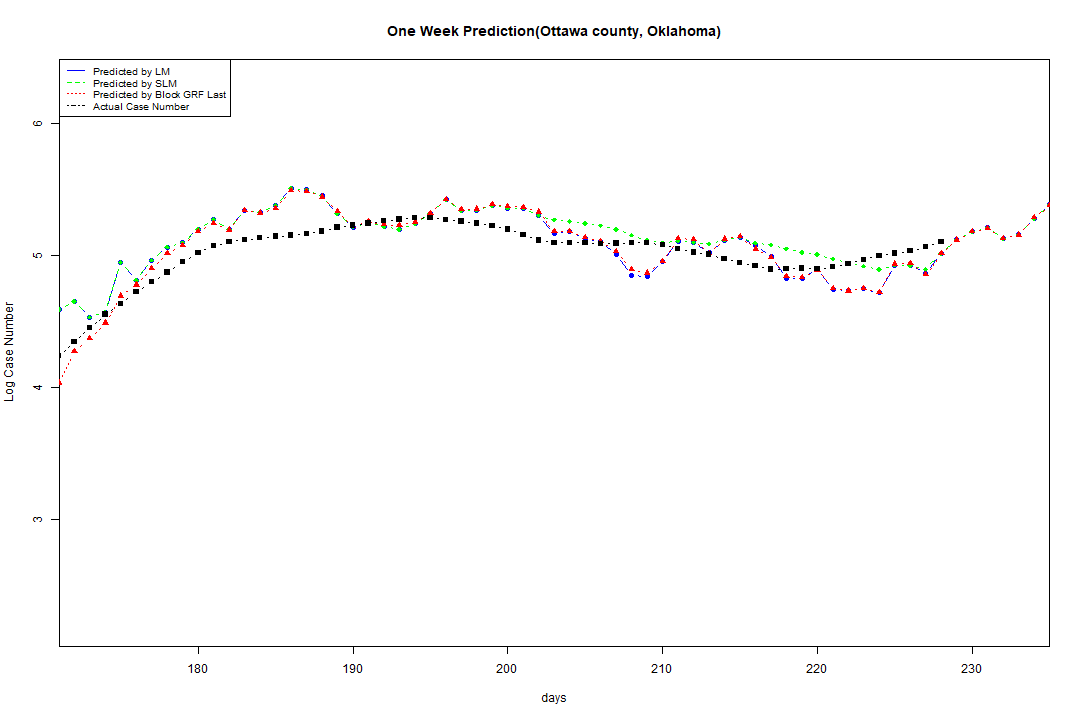 One Week Prediction(Ottawa county, Oklahoma)
Predicted by LM
Predicted by SLM
Predicted by Block GRF Last
Actual Case Number
6
5
4
3
Log Case Number
180 190 200 210 220 230
days